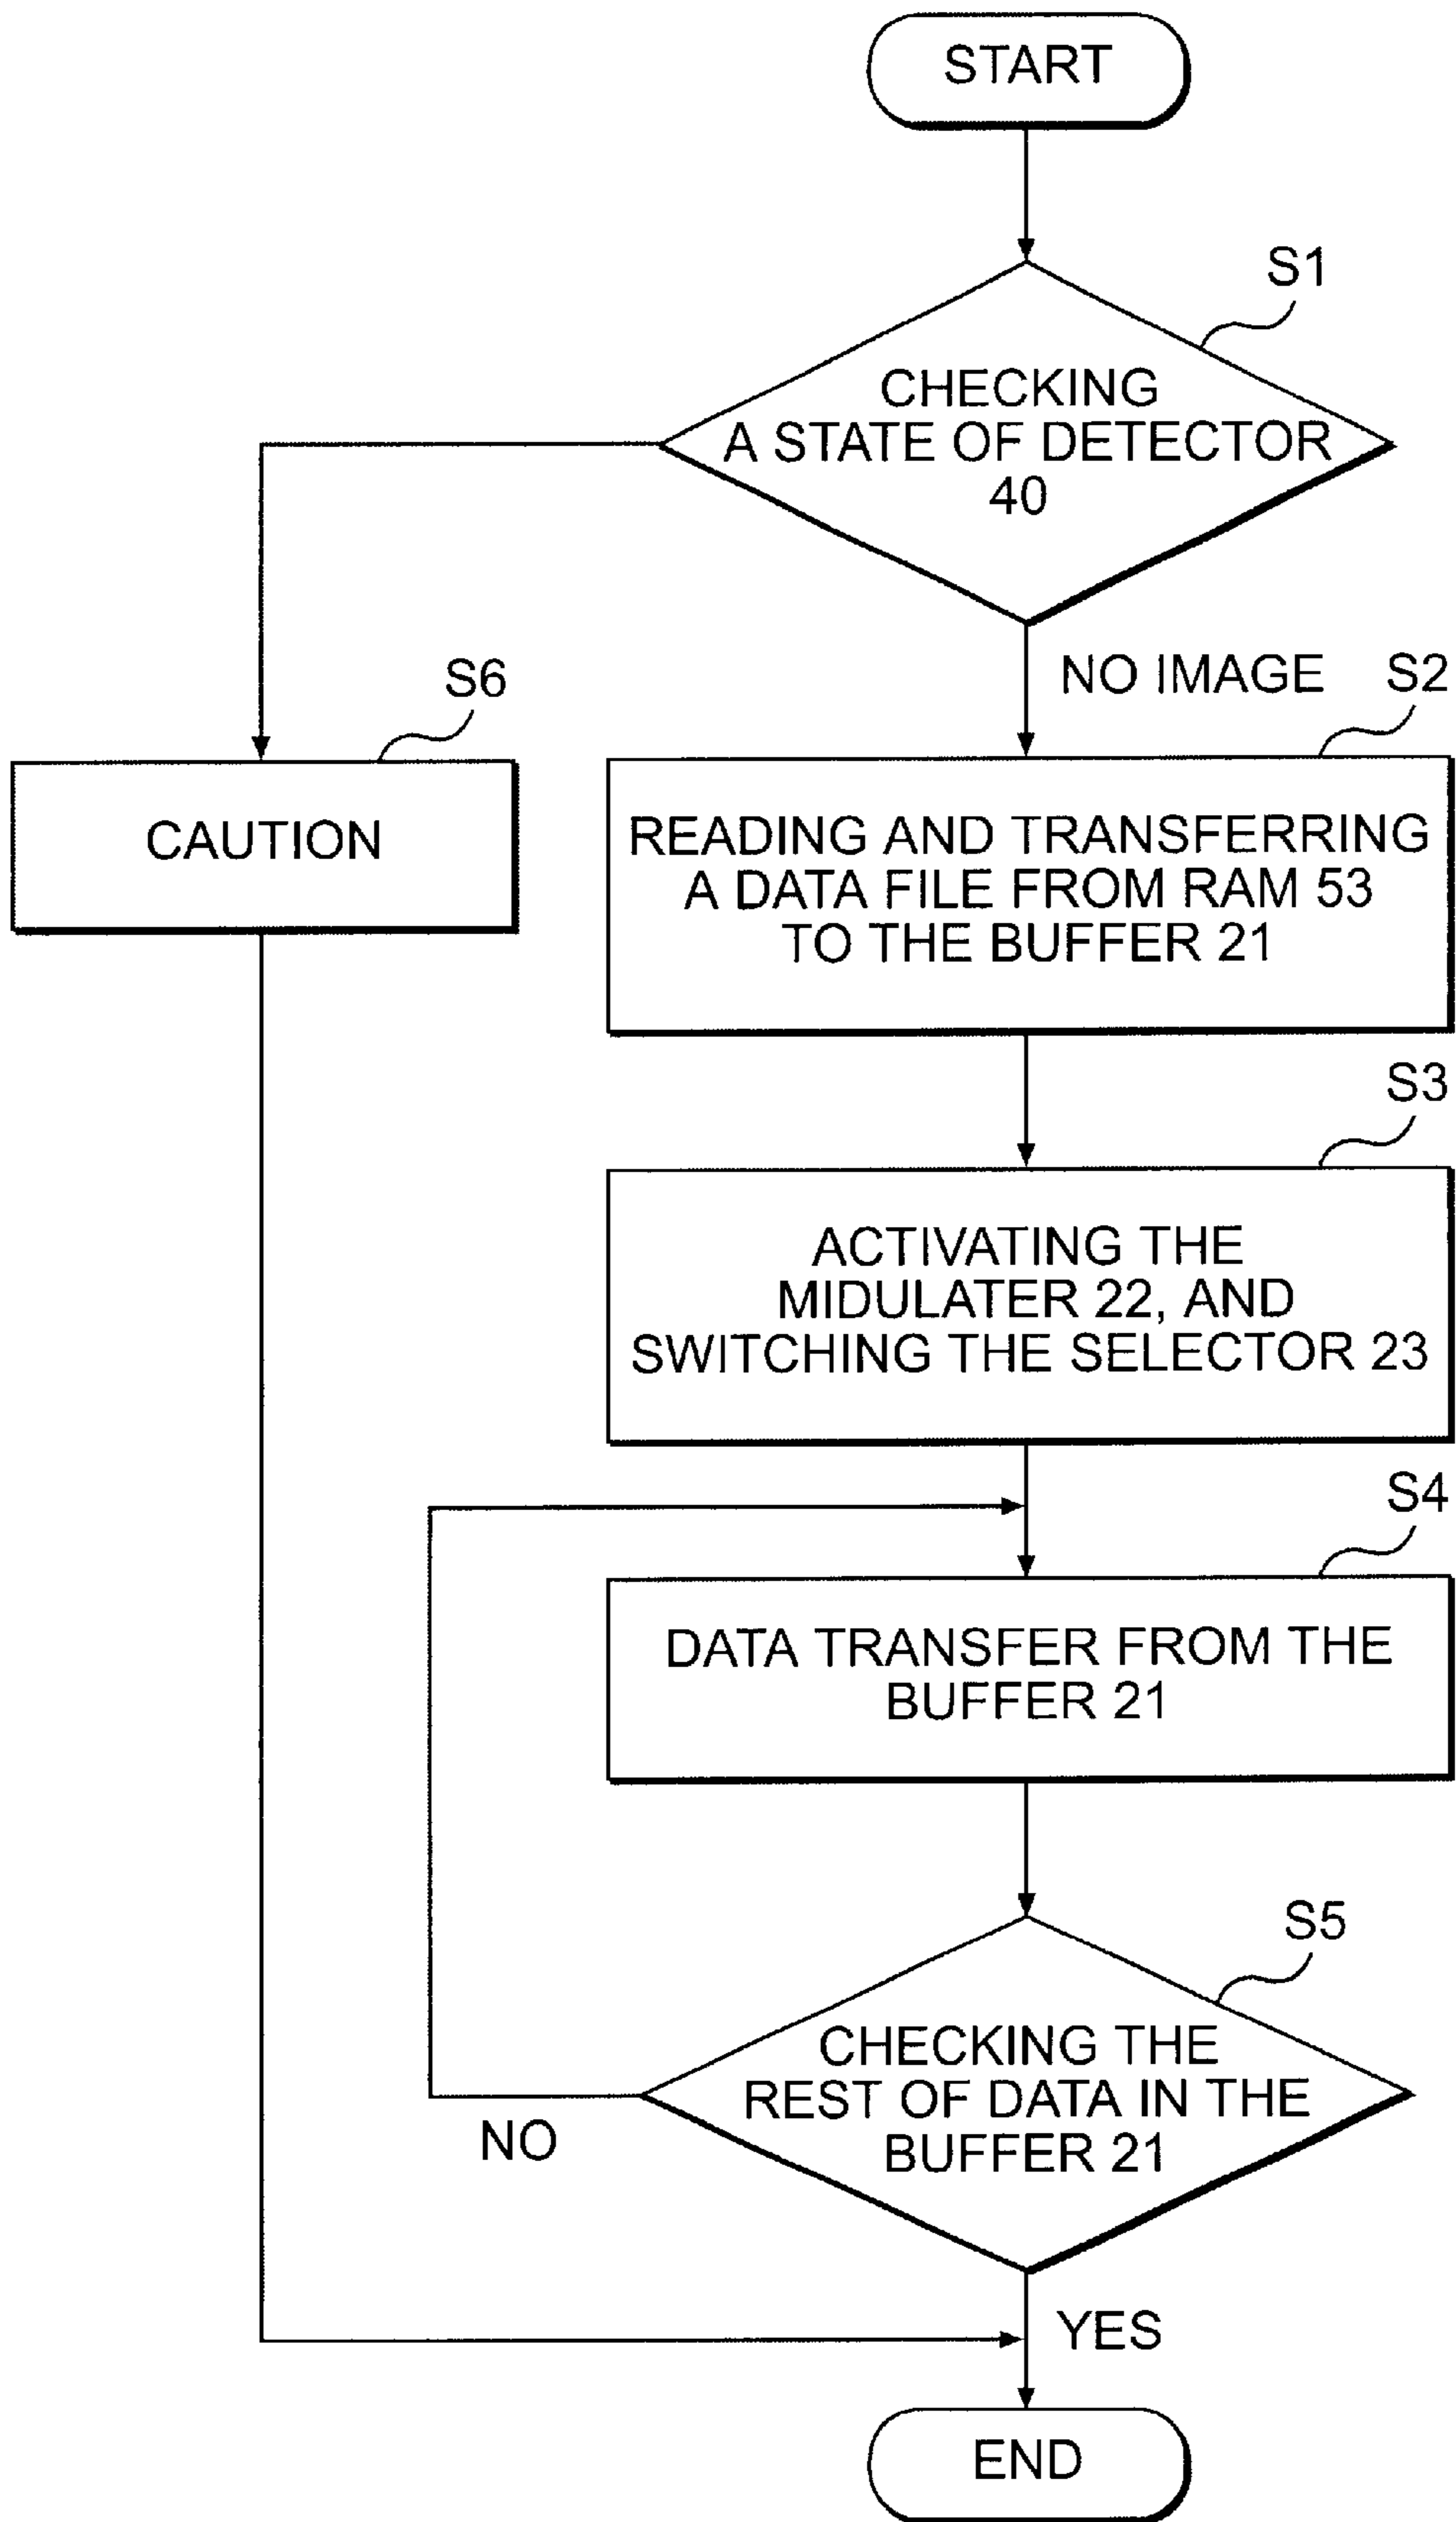 START
S1
CHECKING
A STATE OF DETECTOR
40
NO IMAGE
S2
S6
CAUTION
READING AND TRANSFERRING
A DATA FILE FROM RAM 53
TO THE BUFFER 21
S3
ACTIVATING THE
MIDULATER 22, AND
SWITCHING THE SELECTOR 23
S4
DATA TRANSFER FROM THE
BUFFER 21
S5
CHECKING THE
REST OF DATA IN THE
BUFFER 21
NO
YES
END